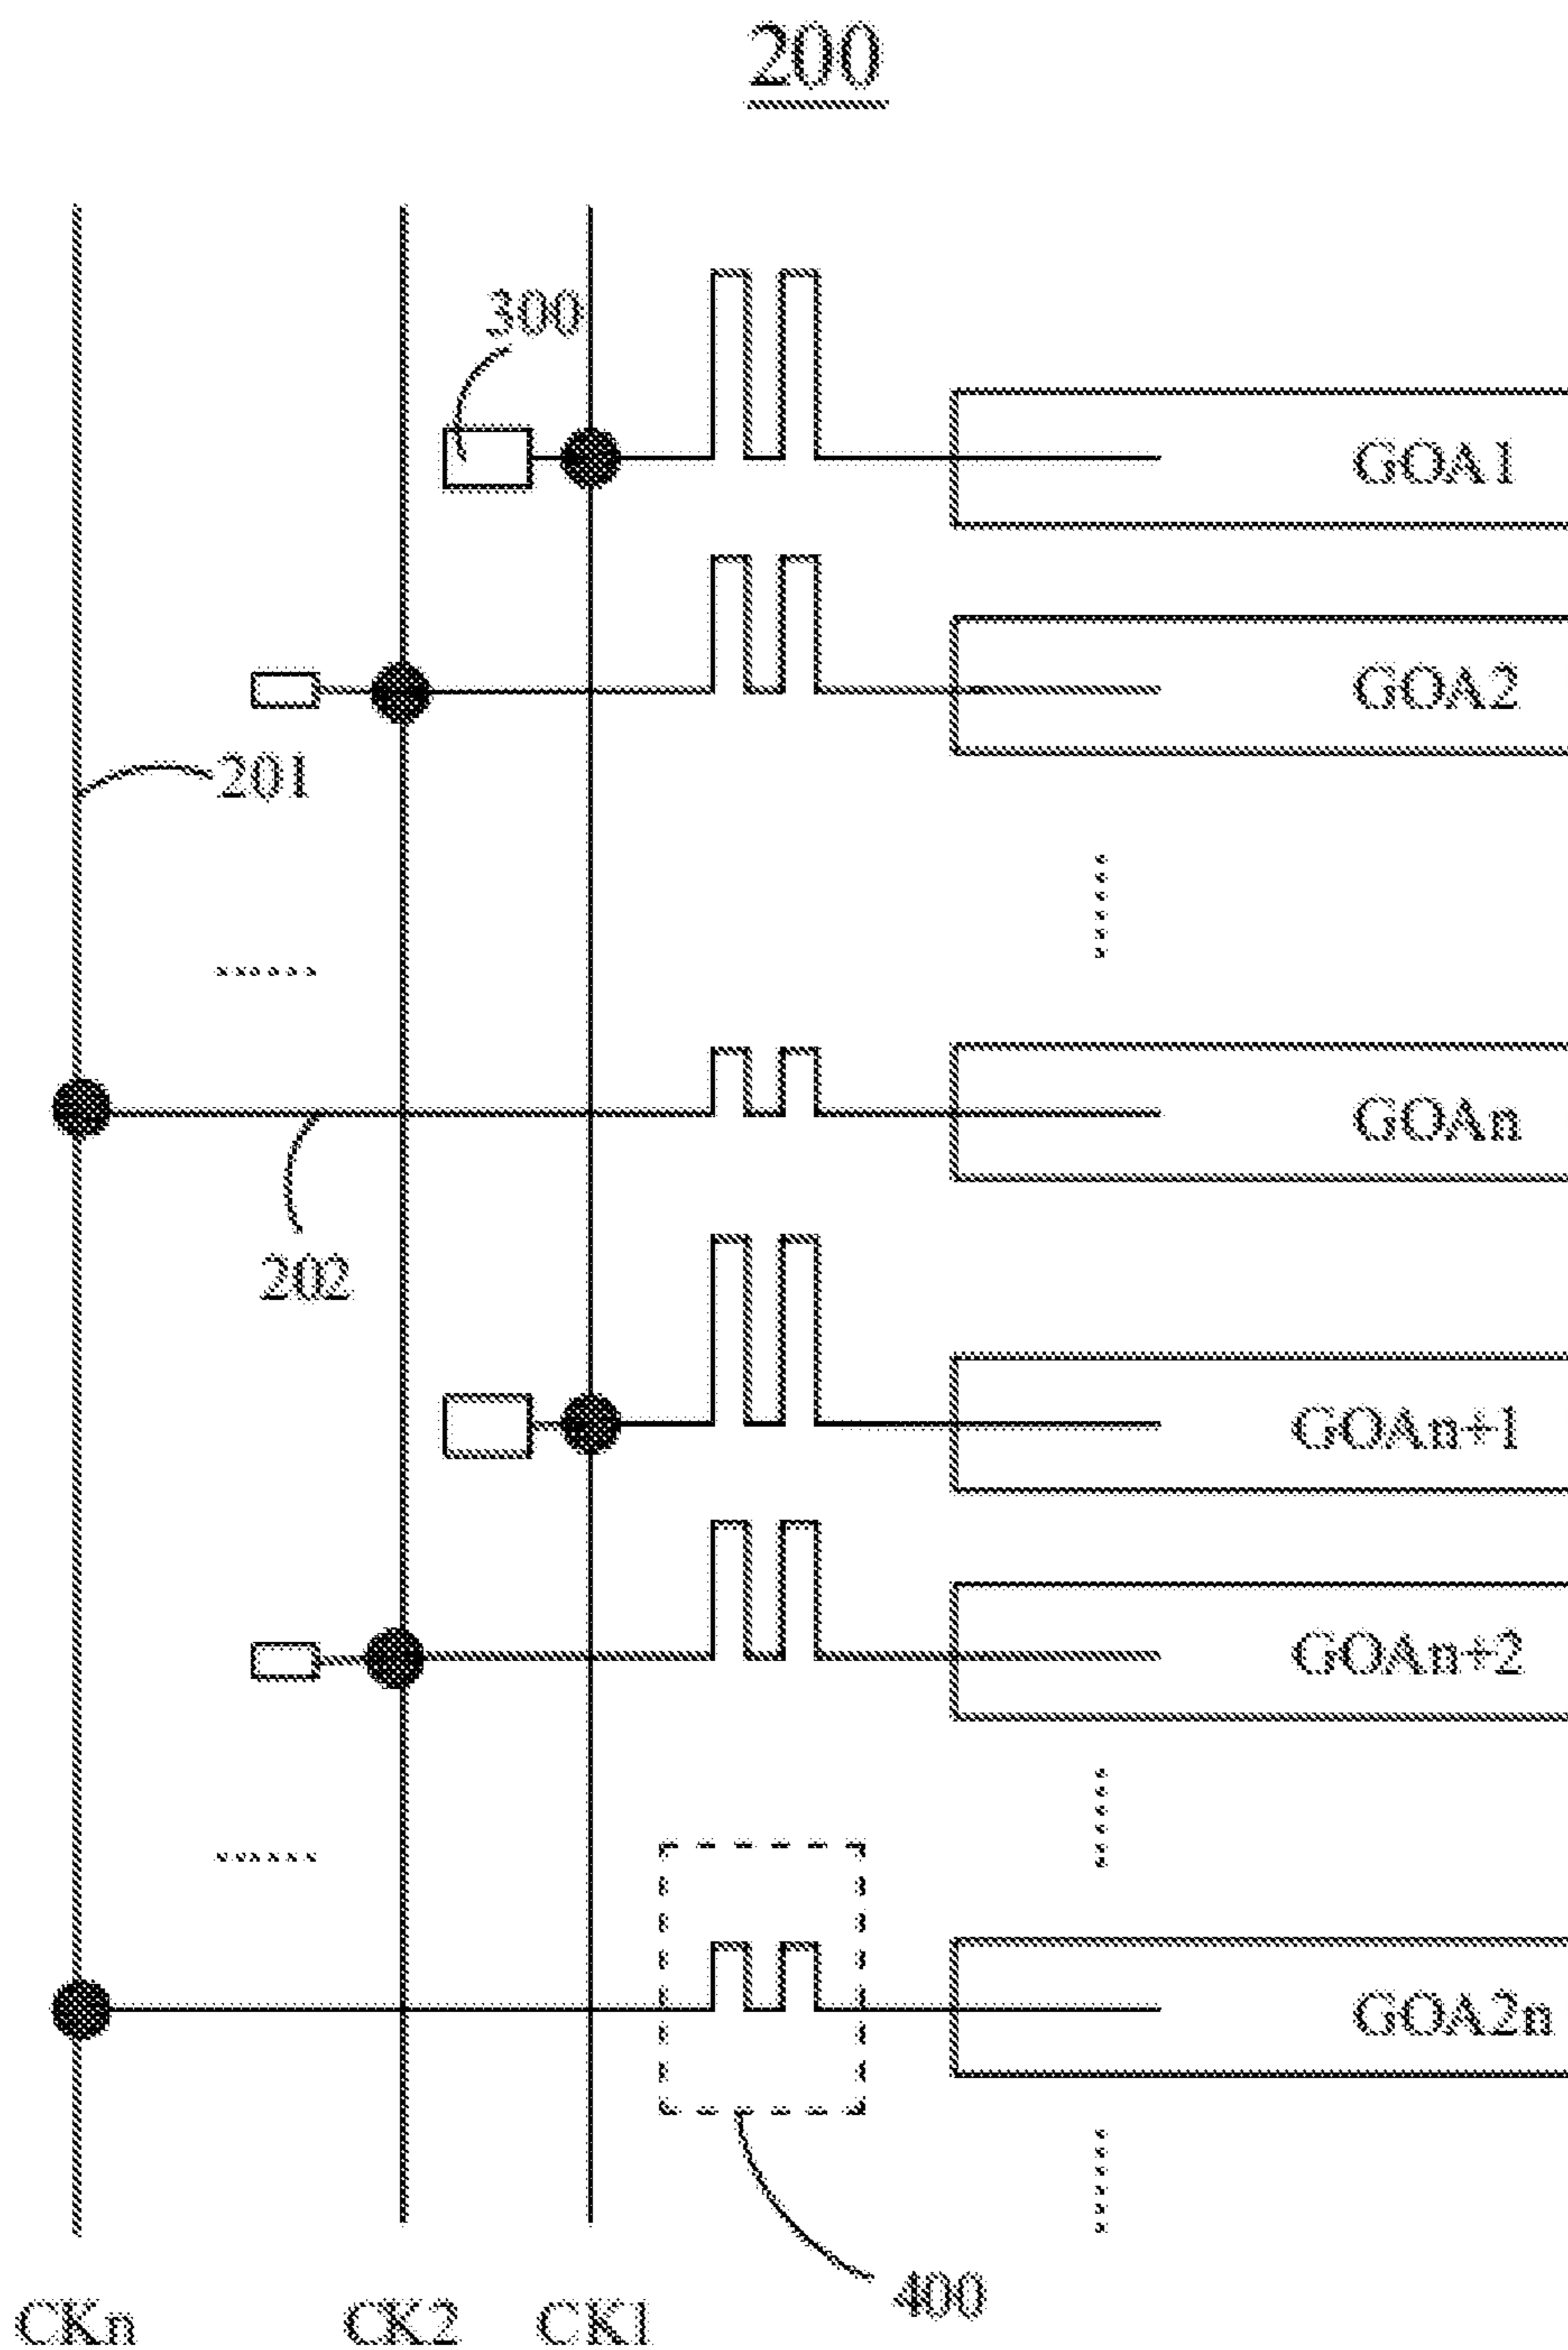 200
300
GOA1
GOA2
201
......
......
GOAn
202
GOAn+1
GOAn+2
......
......
GOA2n
......
400
CKn CK2 CK1